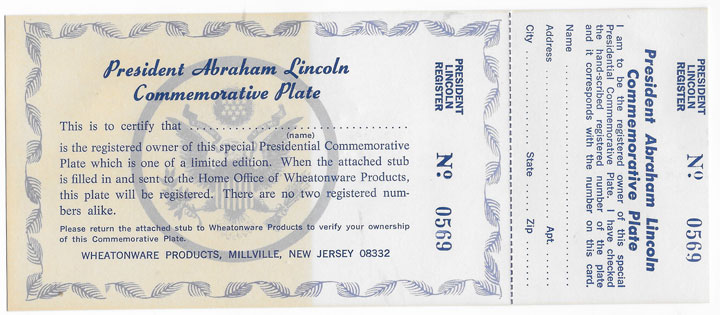 President Abraham Lincoln
Commemorative Plate
This is to certify that ........................................
(name)
is the registered owner of this special Presidential Commemorative
Plate which is one of a limited edition. When the attached stub
is filled in and sent to the Home Office of Wheatonware Products,
this plate will be registered. There are no two registered num-
bers alike.
Please return the attached stub to Wheatonware Products to verify your ownership
of this Commemorative Plate.
WHEATONWARE PRODUCTS, MILLVILLE, NEW JERSEY 08332
PRESIDENT
LINCOLN
REGISTER
No. 0569
PRESIDENT
LINCOLN
REGISTER
No. 0569
President Abraham Lincoln
Commemorative Plate
I am to be the registered owner of this special
Presidential Commemorative Plate. I have checked
the hand-scribed registered number of the plate
and it corresponds with the number on this card.
Name ........................................
Address ........................ Apt. ............
City ................ State ........ Zip ........